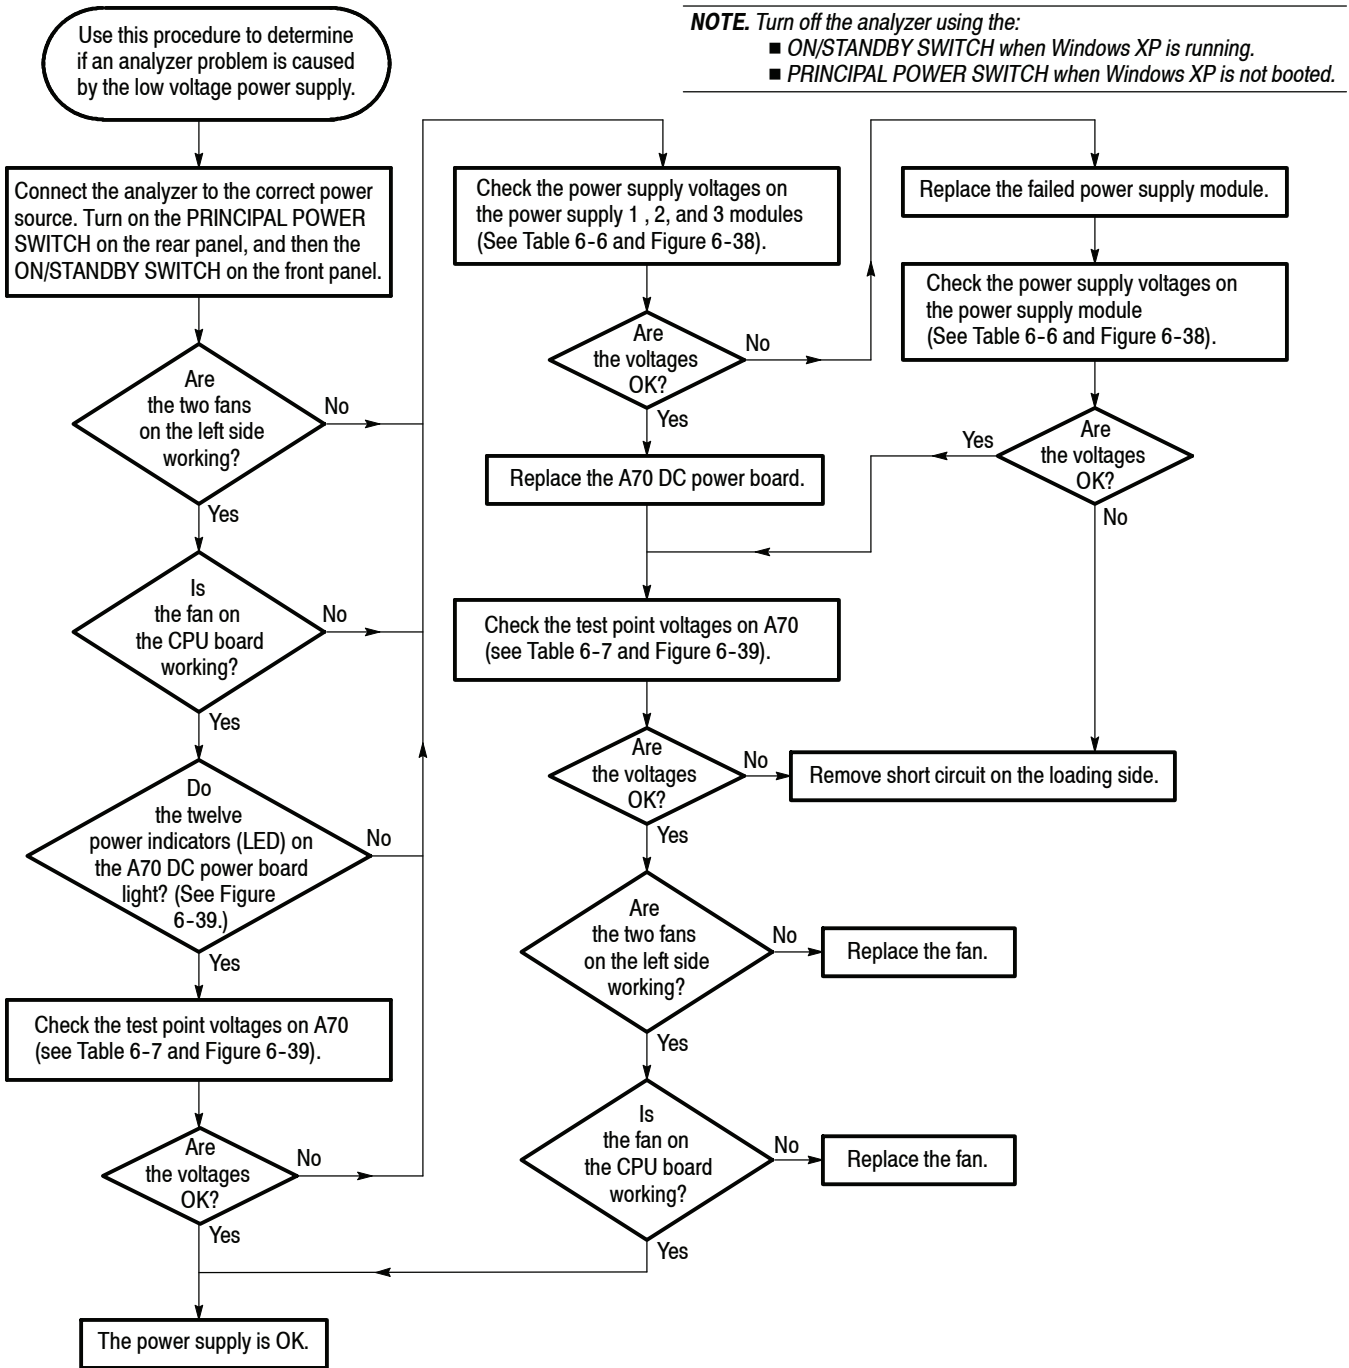 Use this procedure to determine
if an analyzer problem is caused
by the low voltage power supply.
NOTE. Turn off the analyzer using the:
■ ON/STANDBY SWITCH when Windows XP is running.
■ PRINCIPAL POWER SWITCH when Windows XP is not booted.
Connect the analyzer to the correct power
source. Turn on the PRINCIPAL POWER
SWITCH on the rear panel, and then the
ON/STANDBY SWITCH on the front panel.
Are
the two fans
on the left side
working?
No
Yes
Is
the fan on
the CPU board
working?
No
Yes
Do
the twelve
power indicators (LED) on
the A70 DC power board
light? (See Figure
6-39.)
No
Yes
Check the test point voltages on A70
(see Table 6-7 and Figure 6-39).
Are
the voltages
OK?
No
Yes
The power supply is OK.
Check the power supply voltages on
the power supply 1 , 2, and 3 modules
(See Table 6-6 and Figure 6-38).
Are
the voltages
OK?
No
Yes
Replace the A70 DC power board.
Check the test point voltages on A70
(see Table 6-7 and Figure 6-39).
Are
the voltages
OK?
No
Yes
Are
the two fans
on the left side
working?
No
Replace the fan.
Yes
Is
the fan on
the CPU board
working?
No
Replace the fan.
Yes
Replace the failed power supply module.
Check the power supply voltages on
the power supply module
(See Table 6-6 and Figure 6-38).
Are
the voltages
OK?
Yes
No
Remove short circuit on the loading side.